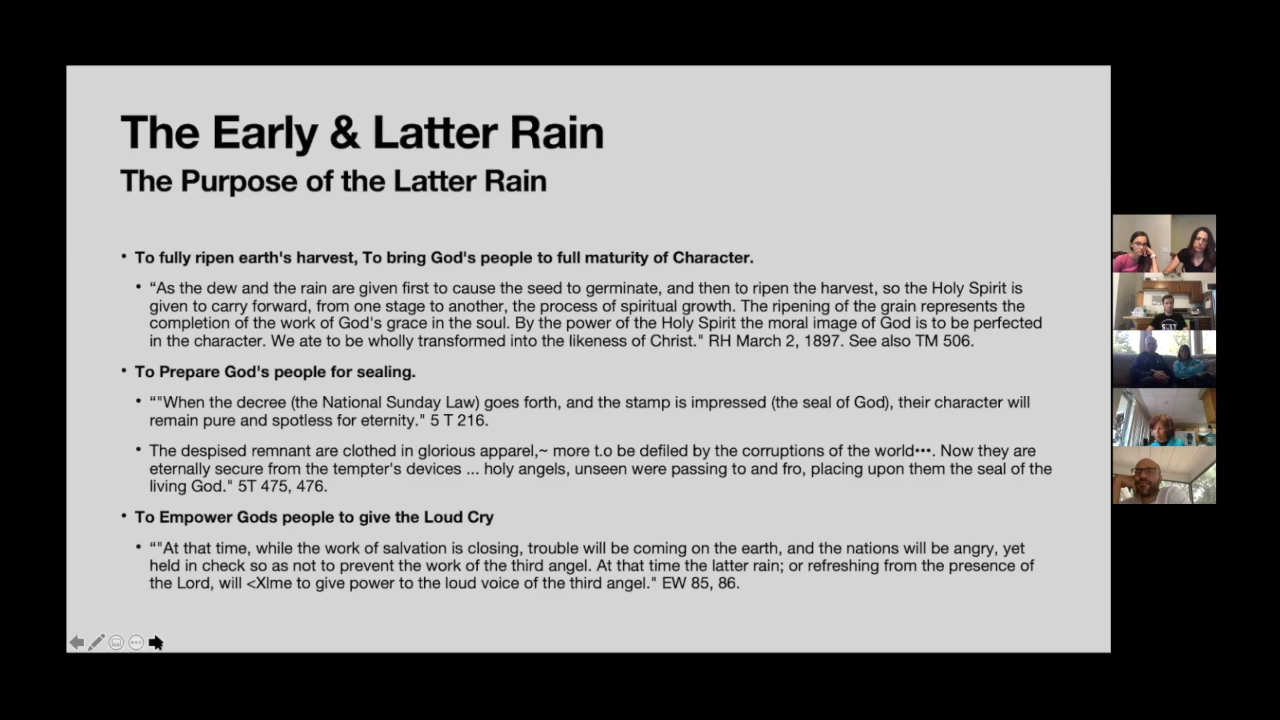 The Early & Latter Rain
The Purpose of the Latter Rain
• To fully ripen earth's harvest, To bring God's people to full maturity of Character.
• “As the dew and the rain are given first to cause the seed to germinate, and then to ripen the harvest, so the Holy Spirit is
given to carry forward, from one stage to another, the process of spiritual growth. The ripening of the grain represents the
completion of the work of God's grace in the soul. By the power of the Holy Spirit the moral image of God is to be perfected
in the character. We ate to be wholly transformed into the likeness of Christ." RH March 2, 1897. See also TM 506.
• To Prepare God's people for sealing.
• “"When the decree (the National Sunday Law) goes forth, and the stamp is impressed (the seal of God), their character will
remain pure and spotless for eternity." 5 T 216.
• The despised remnant are clothed in glorious apparel,~ more t.o be defiled by the corruptions of the world•••. Now they are
eternally secure from the tempter's devices ... holy angels, unseen were passing to and fro, placing upon them the seal of the
living God." 5T 475, 476.
• To Empower Gods people to give the Loud Cry
• “"At that time, while the work of salvation is closing, trouble will be coming on the earth, and the nations will be angry, yet
held in check so as not to prevent the work of the third angel. At that time the latter rain; or refreshing from the presence of
the Lord, will <Xlme to give power to the loud voice of the third angel." EW 85, 86.